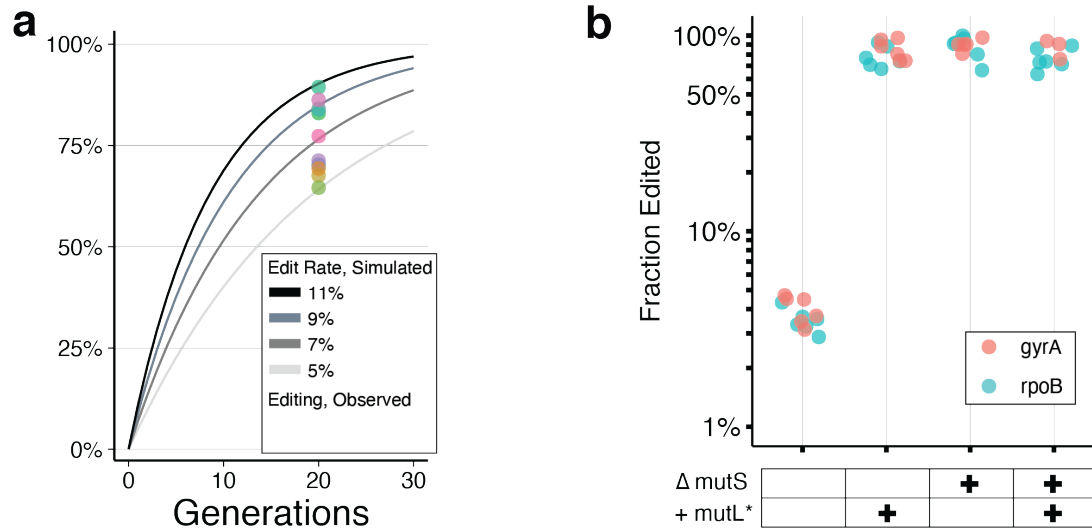 a
100%
75%
50%
25%
0%
0 10 20 30
Generations
Edit Rate, Simulated
11%
9%
7%
5%
Editing, Observed
b
Fraction Edited
100%
50%
10%
1%
gyrA
rpoB
Δ mutS + +
+ mutL* + +